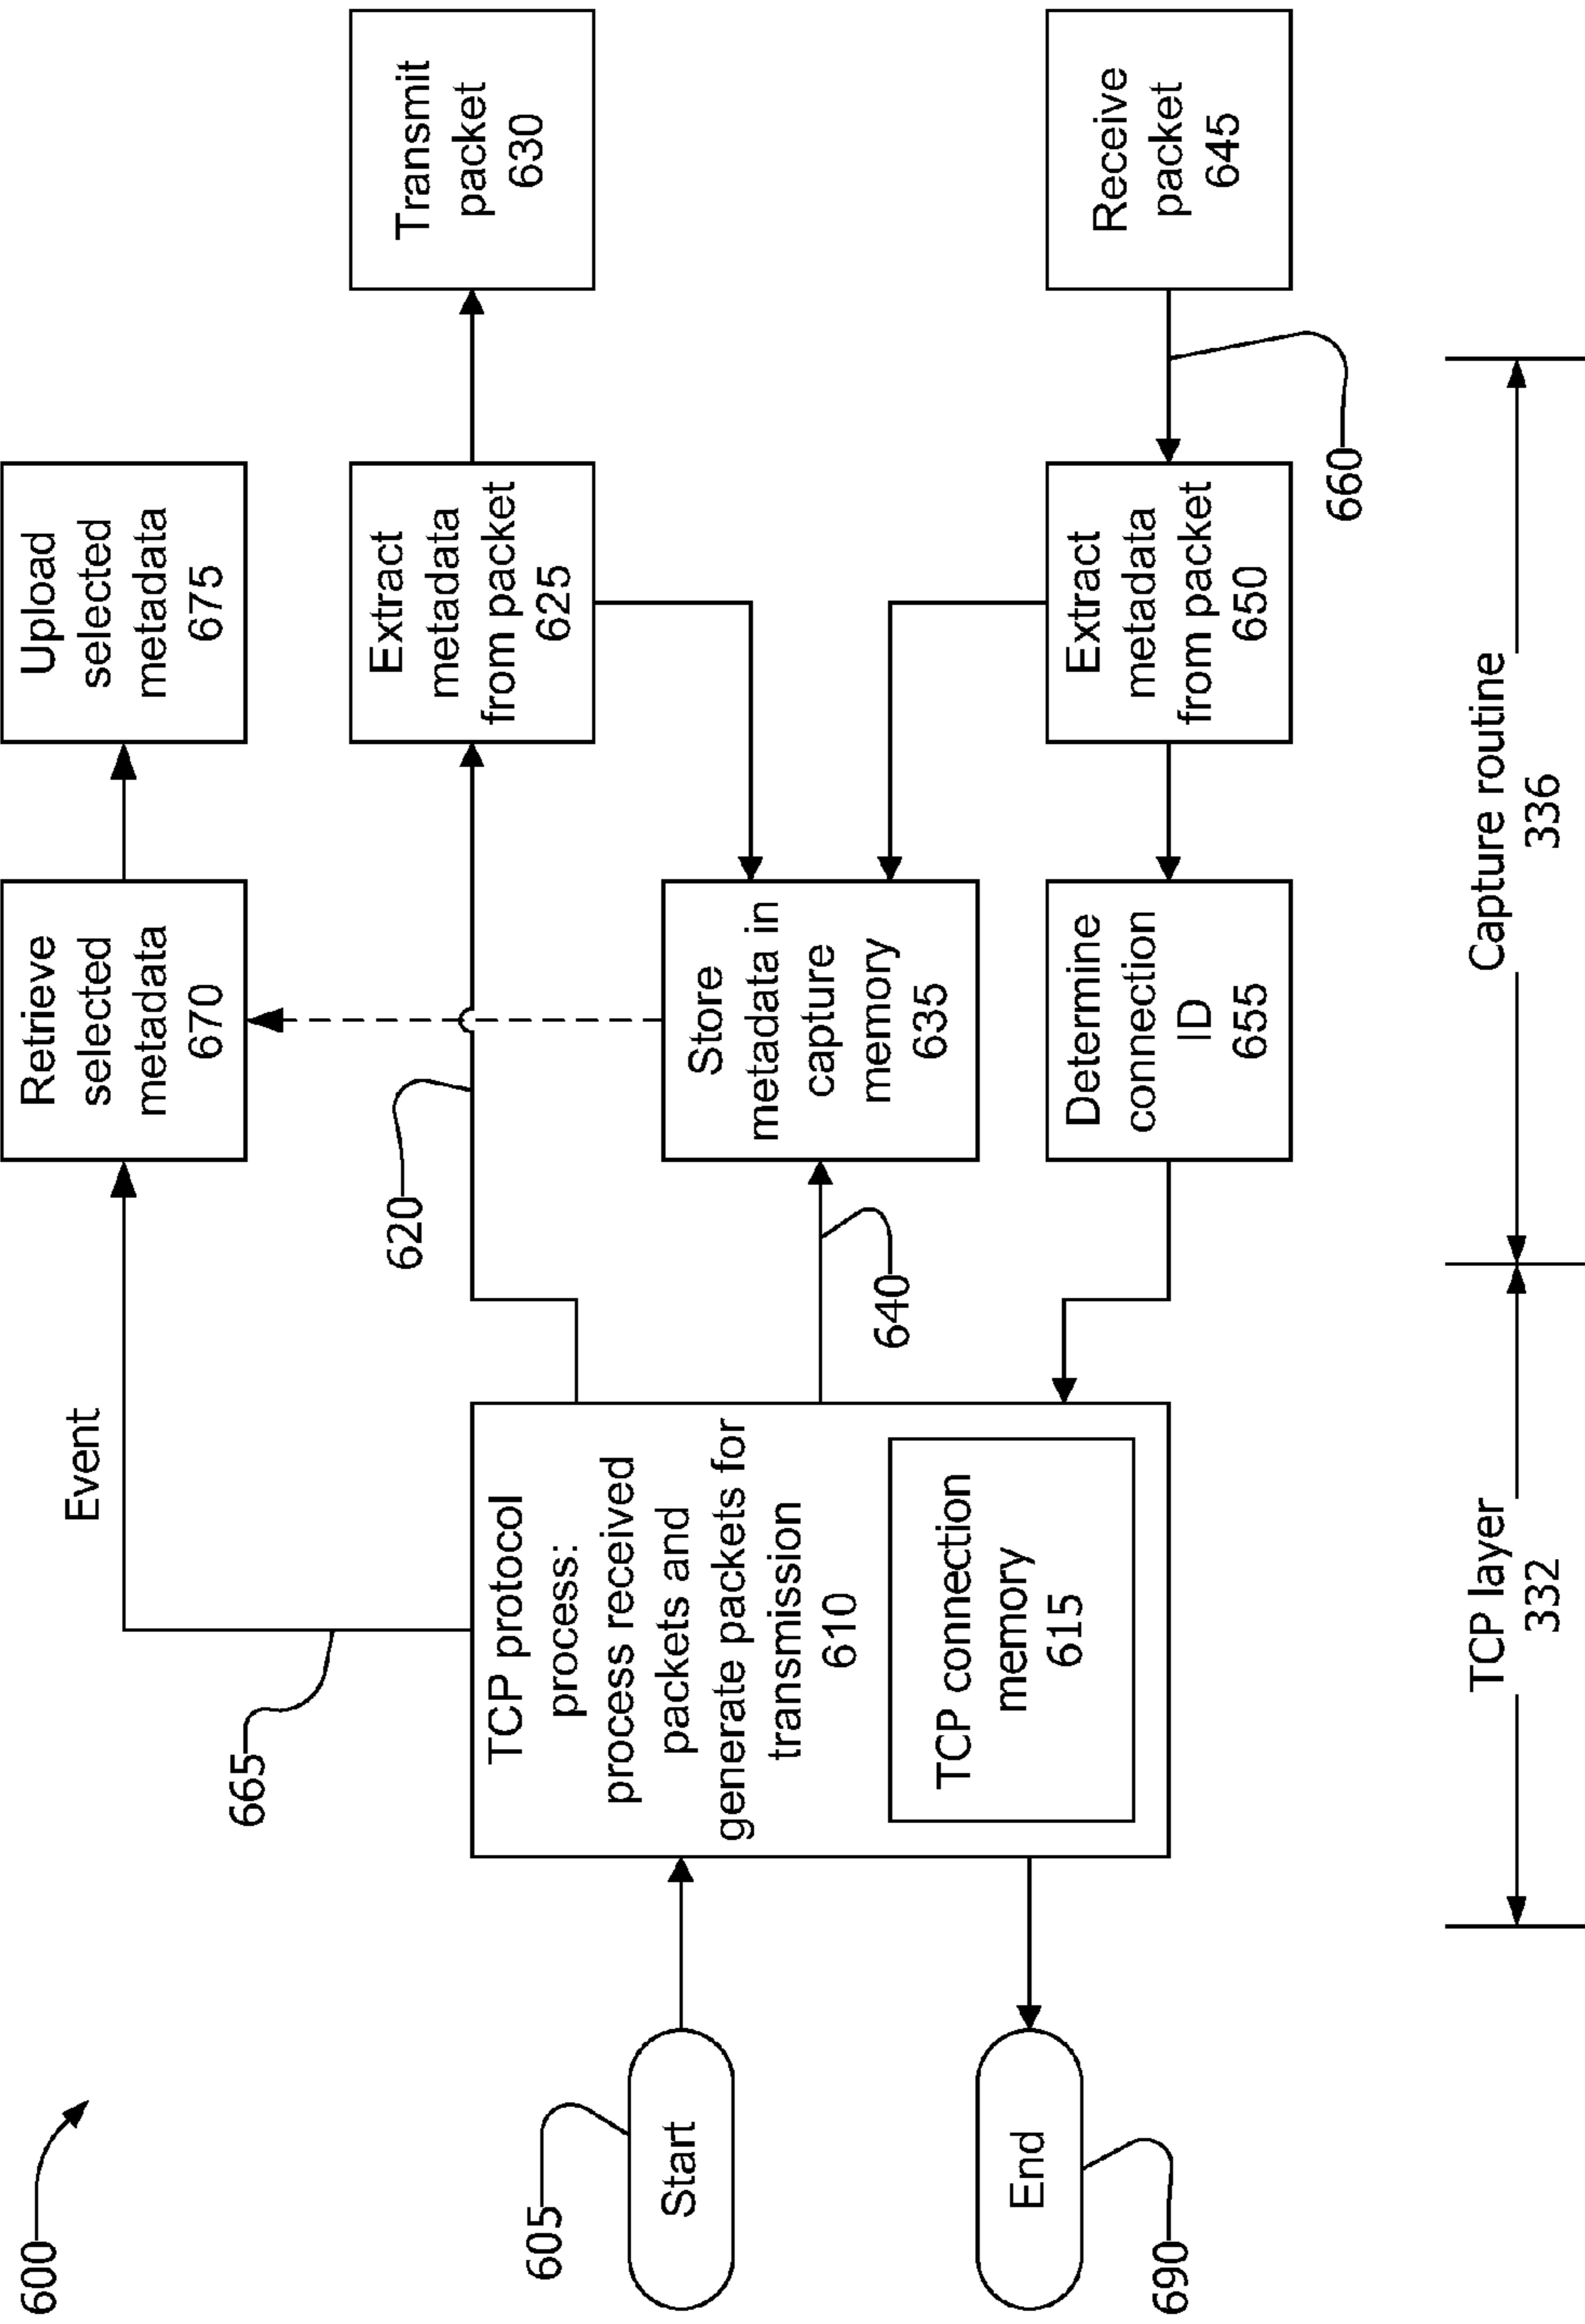 600
665
Event
Retrieve
selected
metadata
670
Upload
selected
metadata
675
605
Start
TCP protocol
process:
process received
packets and
generate packets for
transmission
610
TCP connection
memory
615
620
Extract
metadata
from packet
625
Transmit
packet
630
640
Store
metadata in
capture
memory
635
690
End
Determine
connection
ID
655
Extract
metadata
from packet
650
Receive
packet
645
660
TCP layer
332
Capture routine
336